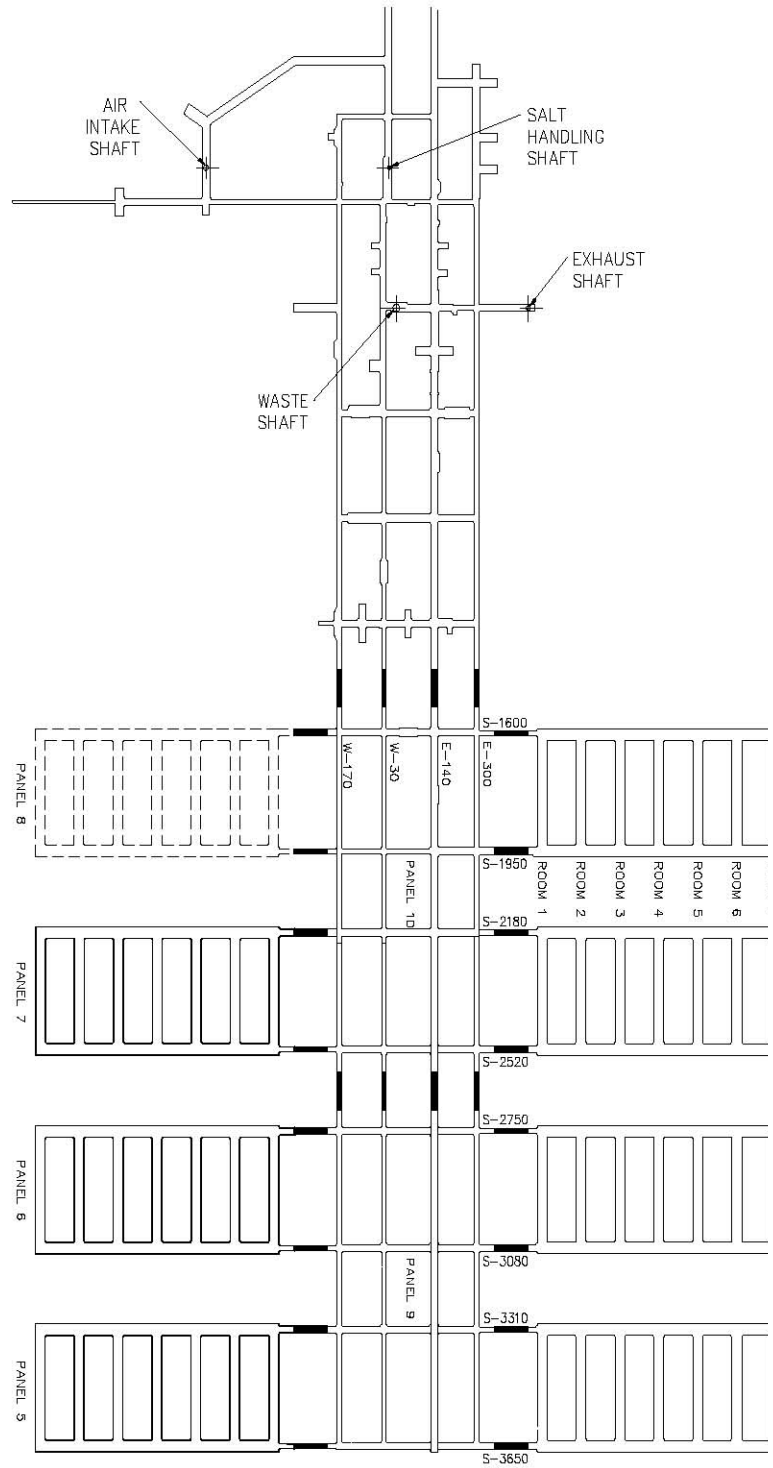 AIR
INTAKE
SHAFT
SALT
HANDLING
SHAFT
EXHAUST
SHAFT
WASTE
SHAFT
S-1600
W-170
W-30
E-140
E-300
PANEL 8
S-1950
PANEL 10
ROOM 1
ROOM 2
ROOM 3
ROOM 4
ROOM 5
ROOM 6
S-2180
PANEL 7
S-2520
S-2750
PANEL 6
S-3080
PANEL 9
S-3310
PANEL 5
S-3650